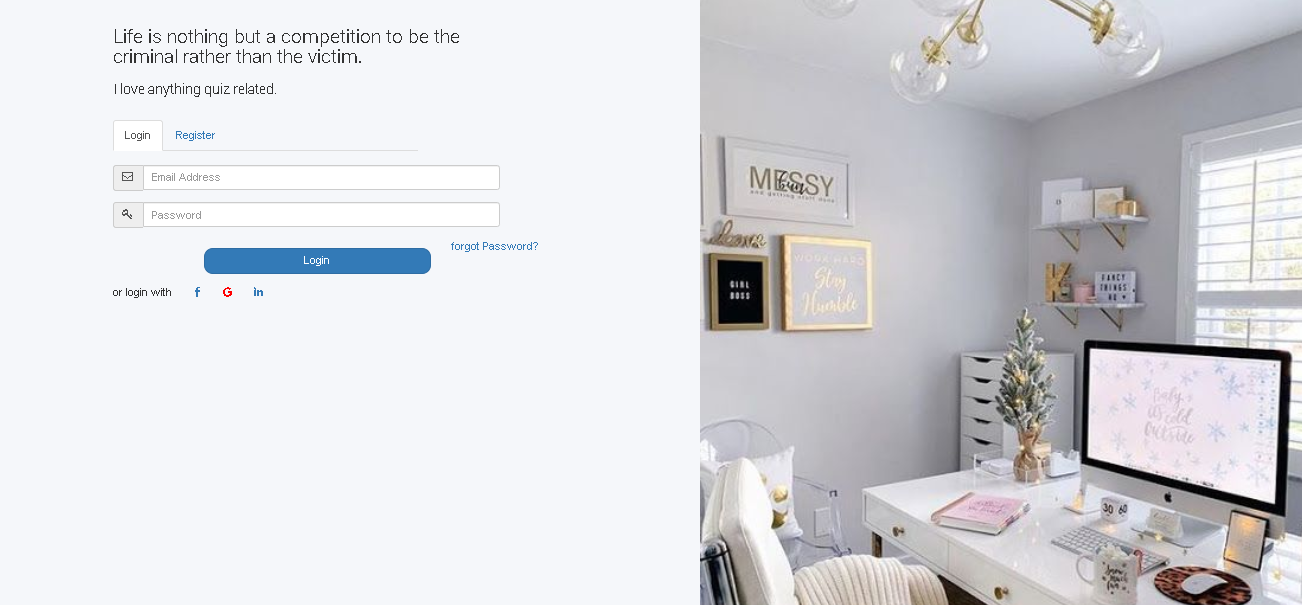 Life is nothing but a competition to be the
criminal rather than the victim.
I love anything quiz related.
Login
Register
Email Address
Password
forgot Password?
Login
or login with
MESSY
bun
and getting stuff done
dreams
WORK HARD
Stay
Humble
GIRL
BOSS
K
FANCY
THINGS
Baby
it's cold
outside
30 60